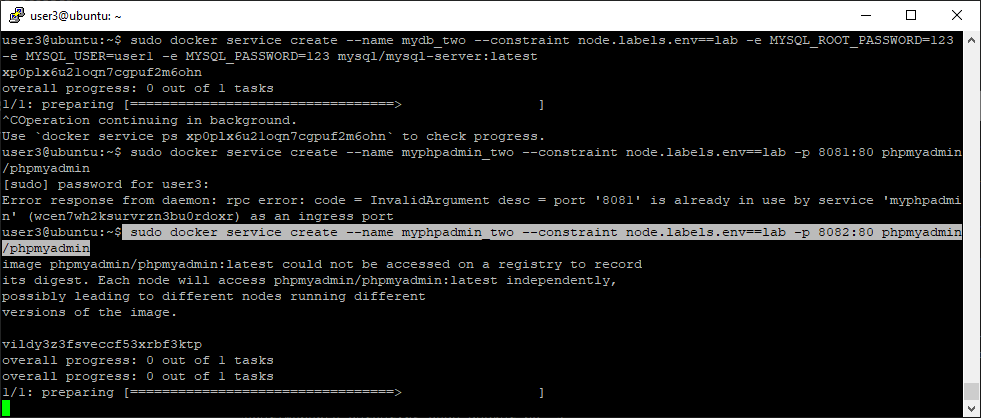 user3@ubuntu: ~
user3@ubuntu:~$ sudo docker service create --name mydb_two --constraint node.labels.env==lab -e MYSQL_ROOT_PASSWORD=123
-e MYSQL_USER=user1 -e MYSQL_PASSWORD=123 mysql/mysql-server:latest
xp0plx6u21oqn7cgpuf2m6ohn
overall progress: 0 out of 1 tasks
1/1: preparing [=================================>                 ]
^COperation continuing in background.
Use `docker service ps xp0plx6u21oqn7cgpuf2m6ohn` to check progress.
user3@ubuntu:~$ sudo docker service create --name myphpadmin_two --constraint node.labels.env==lab -p 8081:80 phpmyadmin
/phpmyadmin
[sudo] password for user3:
Error response from daemon: rpc error: code = InvalidArgument desc = port '8081' is already in use by service 'myphpadmi
n' (wcen7wh2ksurvrzn3bu0rdoxr) as an ingress port
user3@ubuntu:~$ sudo docker service create --name myphpadmin_two --constraint node.labels.env==lab -p 8082:80 phpmyadmin
/phpmyadmin
image phpmyadmin/phpmyadmin:latest could not be accessed on a registry to record
its digest. Each node will access phpmyadmin/phpmyadmin:latest independently,
possibly leading to different nodes running different
versions of the image.
vildy3z3fsveccf53xrbf3ktp
overall progress: 0 out of 1 tasks
overall progress: 0 out of 1 tasks
1/1: preparing [=================================>                 ]